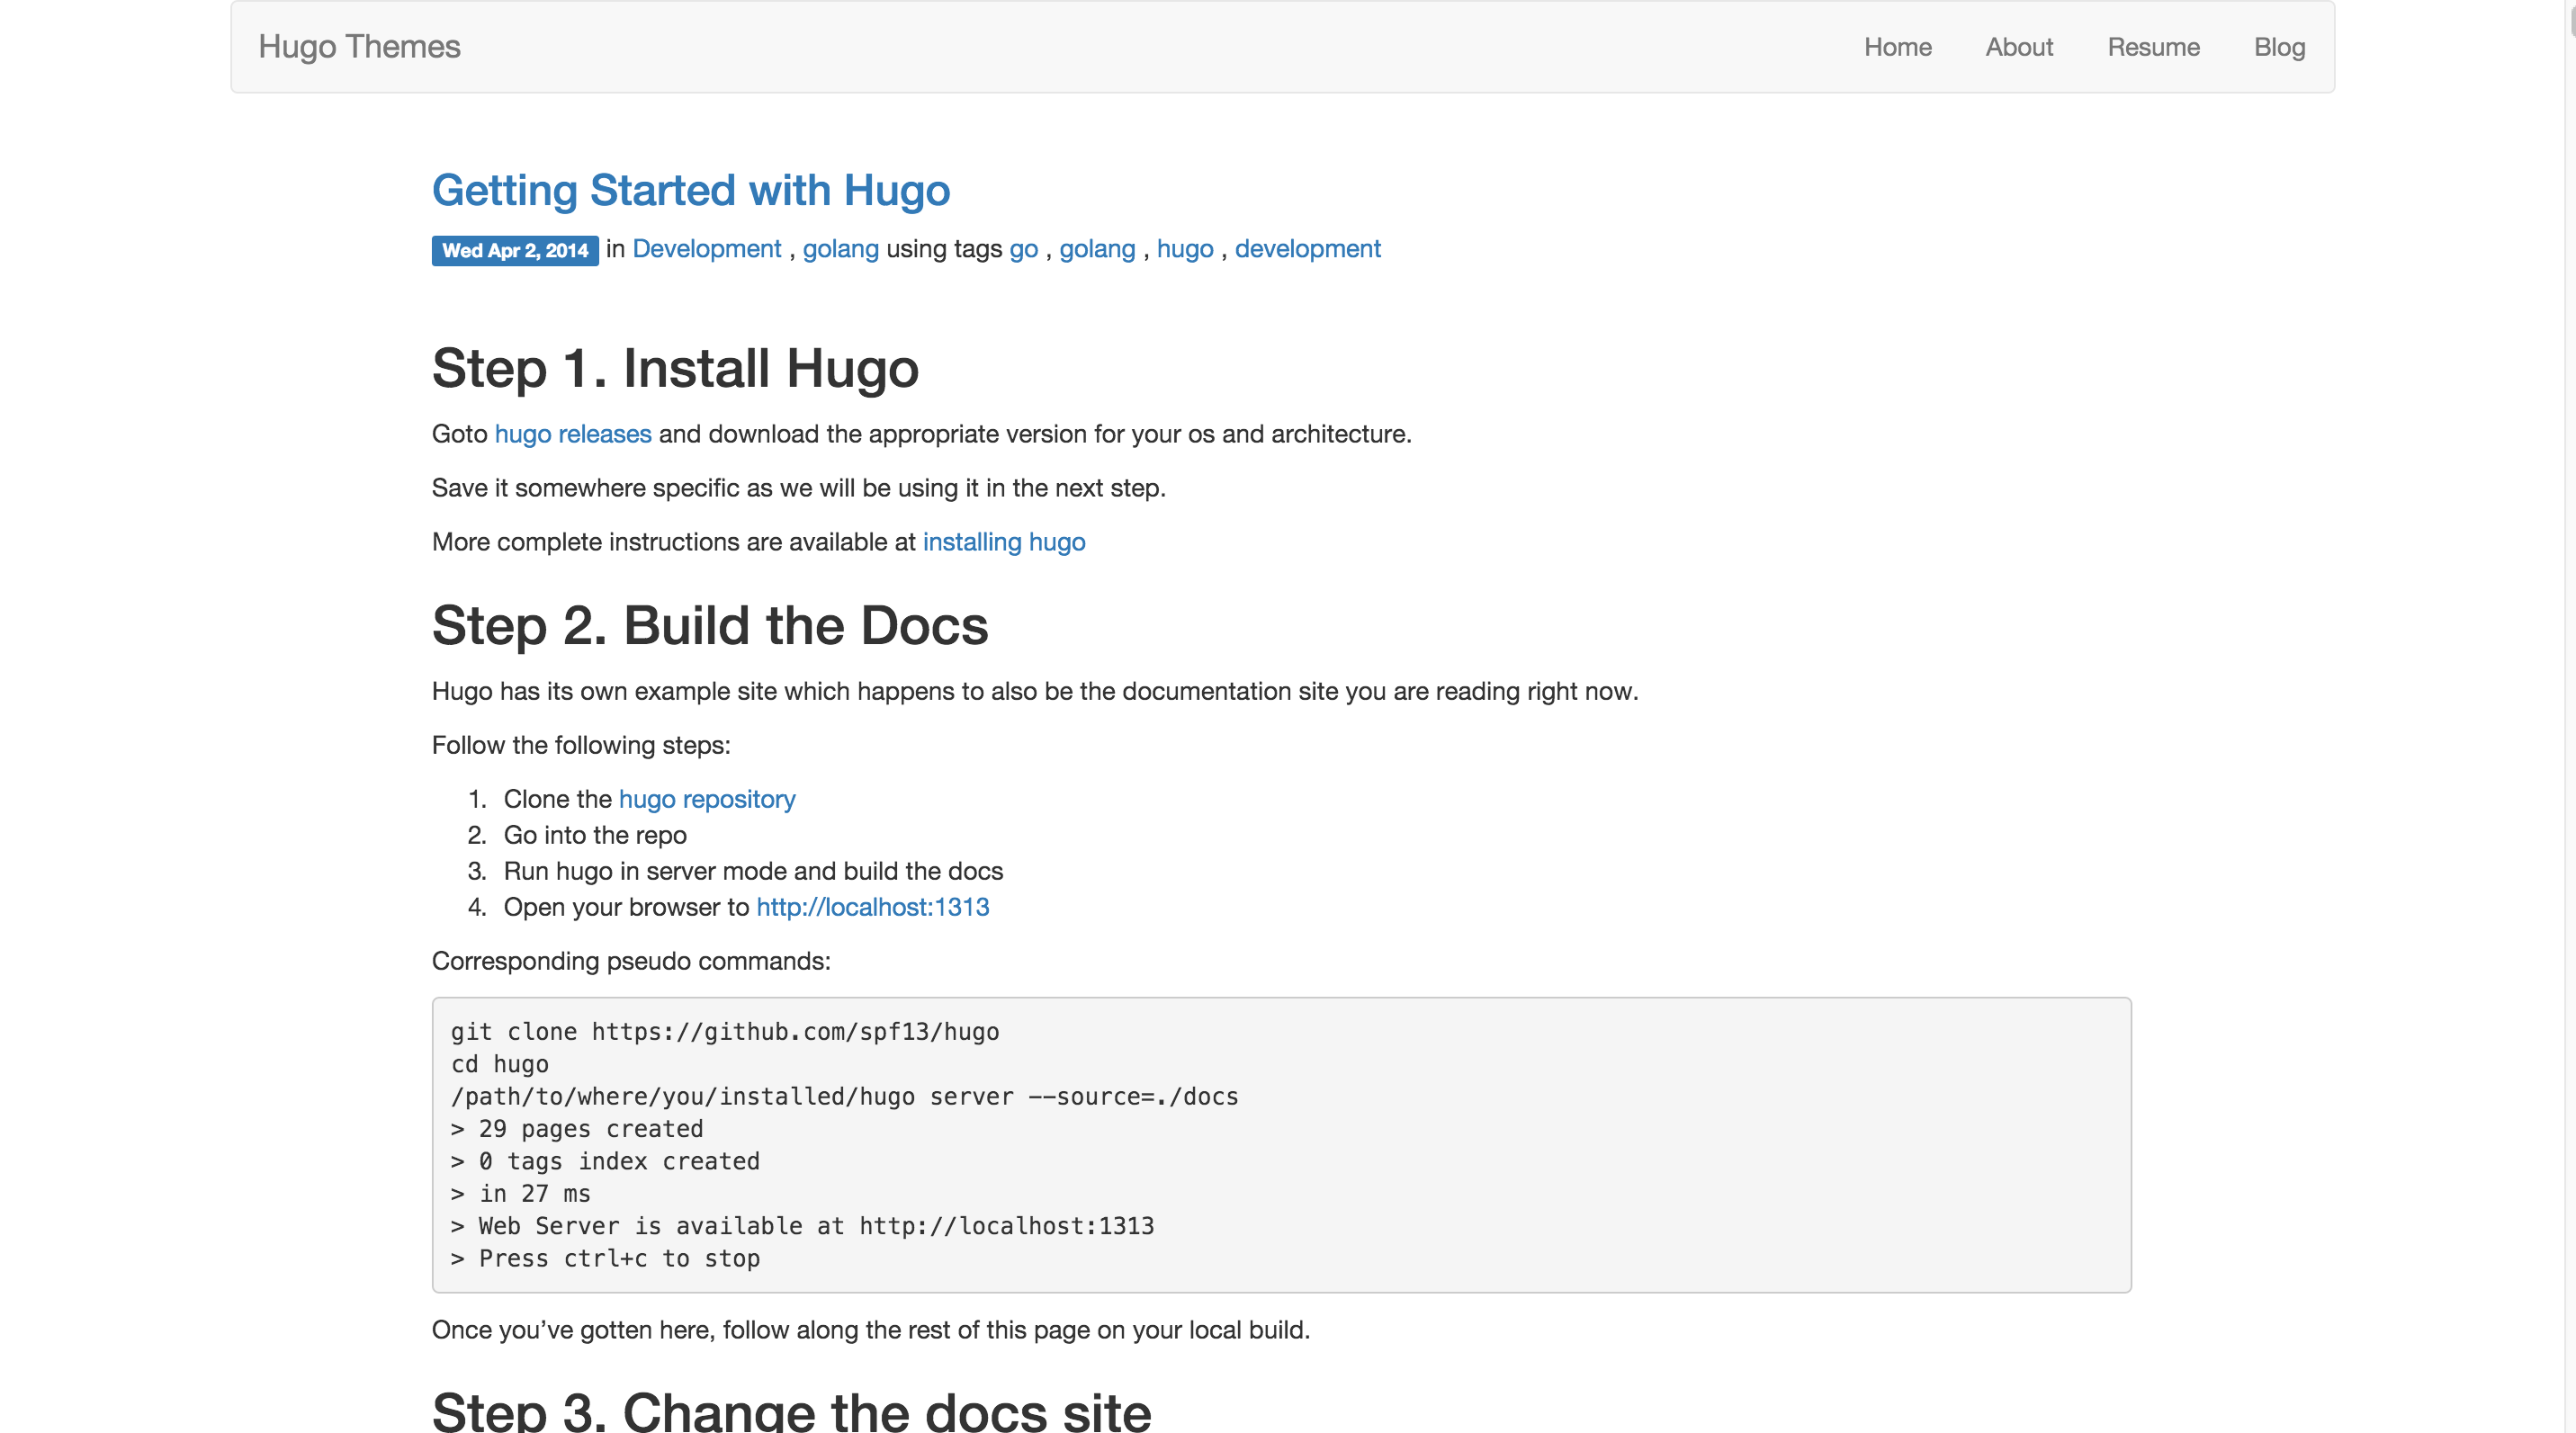 Hugo Themes Home About Resume Blog
Getting Started with Hugo
Wed Apr 2, 2014 in Development , golang using tags go , golang , hugo , development
Step 1. Install Hugo
Goto hugo releases and download the appropriate version for your os and architecture.
Save it somewhere specific as we will be using it in the next step.
More complete instructions are available at installing hugo
Step 2. Build the Docs
Hugo has its own example site which happens to also be the documentation site you are reading right now.
Follow the following steps:
1. Clone the hugo repository
2. Go into the repo
3. Run hugo in server mode and build the docs
4. Open your browser to http://localhost:1313
Corresponding pseudo commands:
git clone https://github.com/spf13/hugo
cd hugo
/path/to/where/you/installed/hugo server --source=./docs
> 29 pages created
> 0 tags index created
> in 27 ms
> Web Server is available at http://localhost:1313
> Press ctrl+c to stop
Once you’ve gotten here, follow along the rest of this page on your local build.
Step 3. Change the docs site